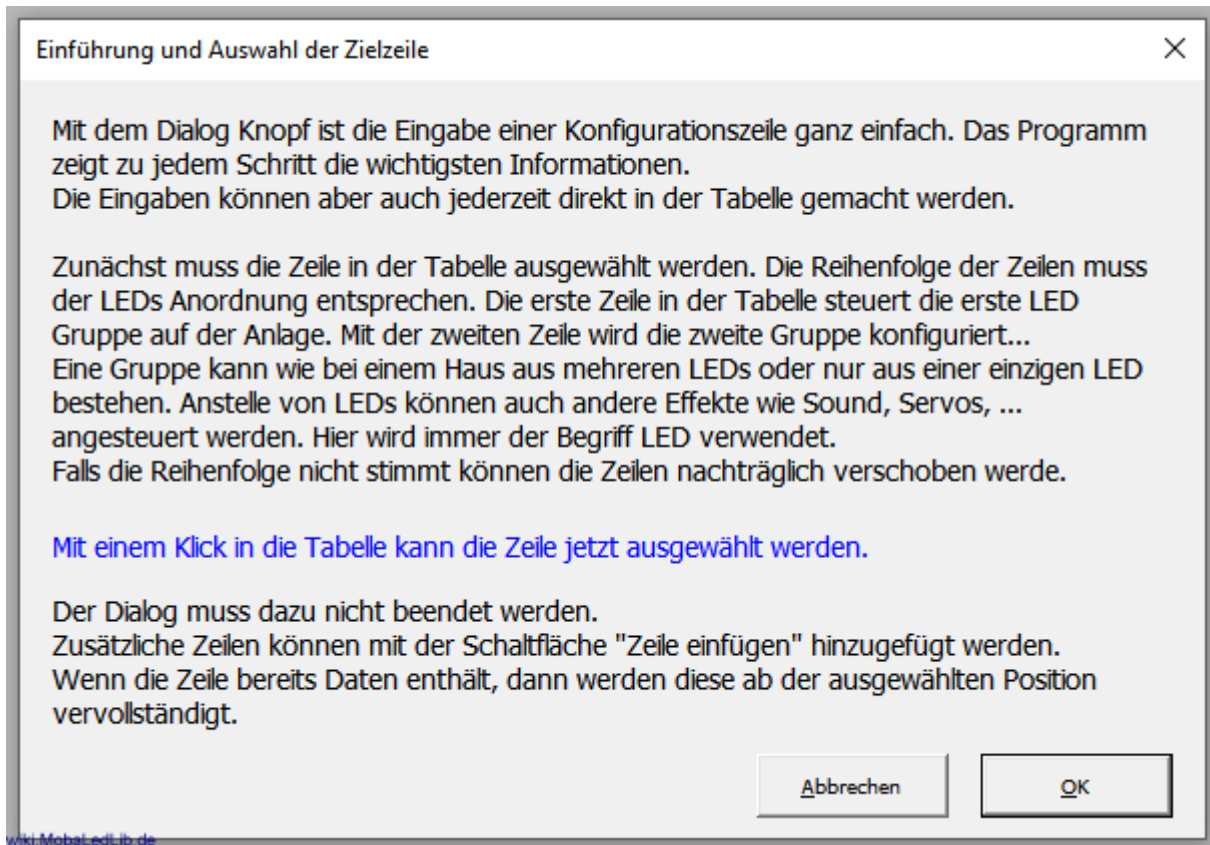 Einführung und Auswahl der Zielzeile
Mit dem Dialog Knopf ist die Eingabe einer Konfigurationszeile ganz einfach. Das Programm
zeigt zu jedem Schritt die wichtigsten Informationen.
Die Eingaben können aber auch jederzeit direkt in der Tabelle gemacht werden.
Zunächst muss die Zeile in der Tabelle ausgewählt werden. Die Reihenfolge der Zeilen muss
der LEDs Anordnung entsprechen. Die erste Zeile in der Tabelle steuert die erste LED
Gruppe auf der Anlage. Mit der zweiten Zeile wird die zweite Gruppe konfiguriert...
Eine Gruppe kann wie bei einem Haus aus mehreren LEDs oder nur aus einer einzigen LED
bestehen. Anstelle von LEDs können auch andere Effekte wie Sound, Servos, ...
angesteuert werden. Hier wird immer der Begriff LED verwendet.
Falls die Reihenfolge nicht stimmt können die Zeilen nachträglich verschoben werde.
Mit einem Klick in die Tabelle kann die Zeile jetzt ausgewählt werden.
Der Dialog muss dazu nicht beendet werden.
Zusätzliche Zeilen können mit der Schaltfläche "Zeile einfügen" hinzugefügt werden.
Wenn die Zeile bereits Daten enthält, dann werden diese ab der ausgewählten Position
vervollständigt.
Abbrechen
OK
wiki.MobaLedLib.de